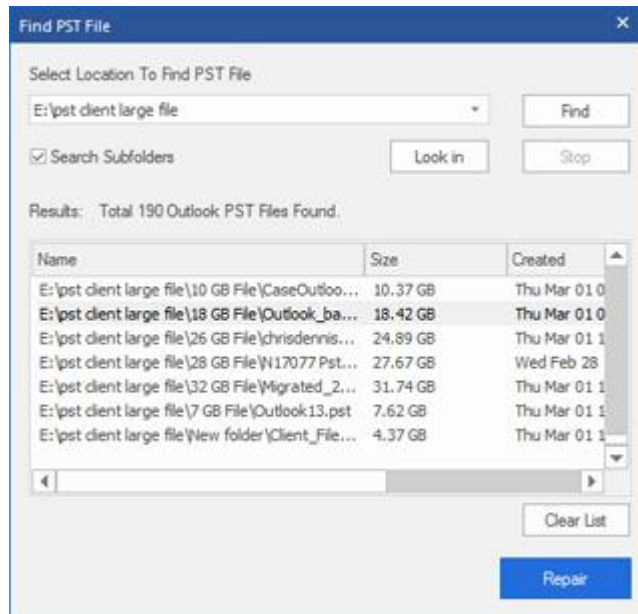 Find PST File
Select Location To Find PST File
E:\pst client large file
Find
Search Subfolders
Look in
Stop
Results: Total 190 Outlook PST Files Found.
Name Size Created
E:\pst client large file\10 GB File\CaseOutloo... 10.37 GB Thu Mar 01 0
E:\pst client large file\18 GB File\Outlook_ba... 18.42 GB Thu Mar 01 0
E:\pst client large file\26 GB File\chrisdennis... 24.89 GB Thu Mar 01 1
E:\pst client large file\28 GB File\N17077 Pst... 27.67 GB Wed Feb 28
E:\pst client large file\32 GB File\Migrated_2... 31.74 GB Thu Mar 01 1
E:\pst client large file\7 GB File\Outlook13.pst 7.62 GB Thu Mar 01 1
E:\pst client large file\New folder\Client_File... 4.37 GB Thu Mar 01 1
Clear List
Repair